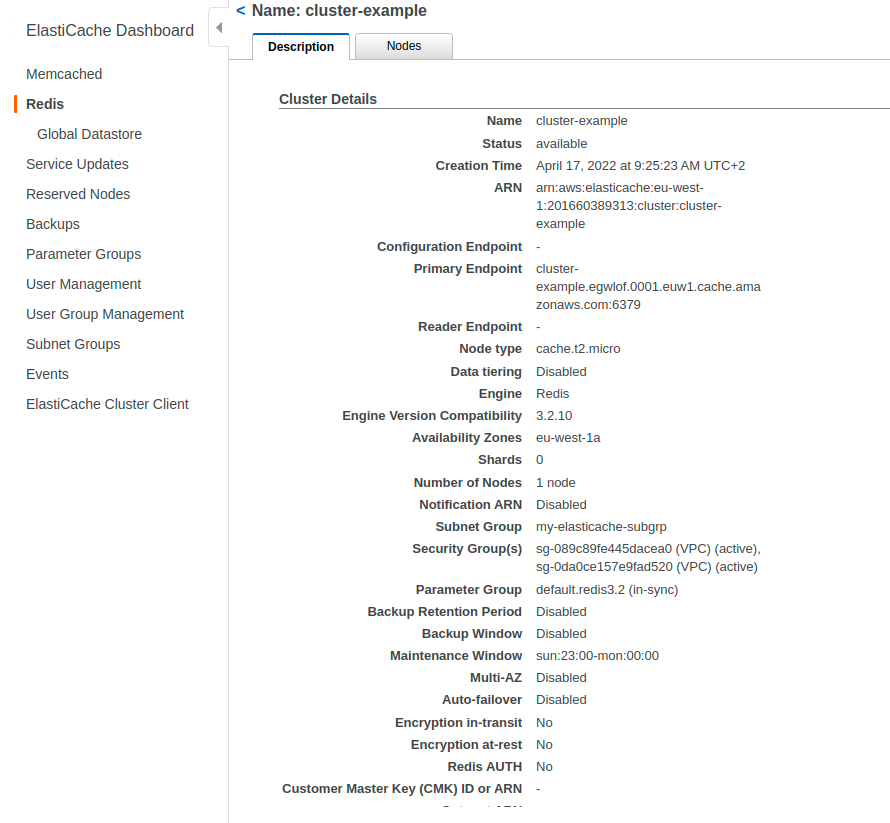 ElastiCache Dashboard
Memcached
Redis
Global Datastore
Service Updates
Reserved Nodes
Backups
Parameter Groups
User Management
User Group Management
Subnet Groups
Events
ElastiCache Cluster Client
< Name: cluster-example
Description Nodes
Cluster Details
Name cluster-example
Status available
Creation Time April 17, 2022 at 9:25:23 AM UTC+2
ARN arn:aws:elasticache:eu-west-
1:201660389313:cluster:cluster-
example
Configuration Endpoint -
Primary Endpoint cluster-
example.egwlof.0001.euw1.cache.ama
zonaws.com:6379
Reader Endpoint -
Node type cache.t2.micro
Data tiering Disabled
Engine Redis
Engine Version Compatibility 3.2.10
Availability Zones eu-west-1a
Shards 0
Number of Nodes 1 node
Notification ARN Disabled
Subnet Group my-elasticache-subgrp
Security Group(s) sg-089c89fe445dacea0 (VPC) (active),
sg-0da0ce157e9fad520 (VPC) (active)
Parameter Group default.redis3.2 (in-sync)
Backup Retention Period Disabled
Backup Window Disabled
Maintenance Window sun:23:00-mon:00:00
Multi-AZ Disabled
Auto-failover Disabled
Encryption in-transit No
Encryption at-rest No
Redis AUTH No
Customer Master Key (CMK) ID or ARN -